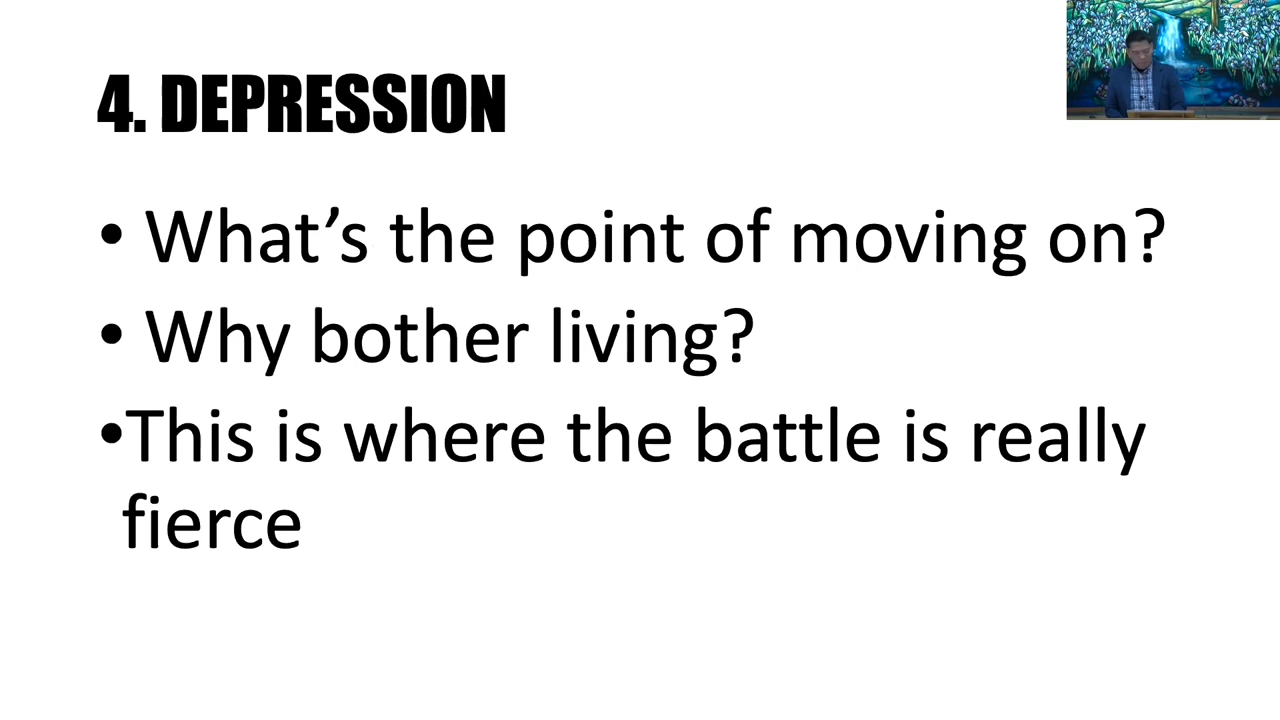 4. DEPRESSION
• What’s the point of moving on?
• Why bother living?
•This is where the battle is really
fierce